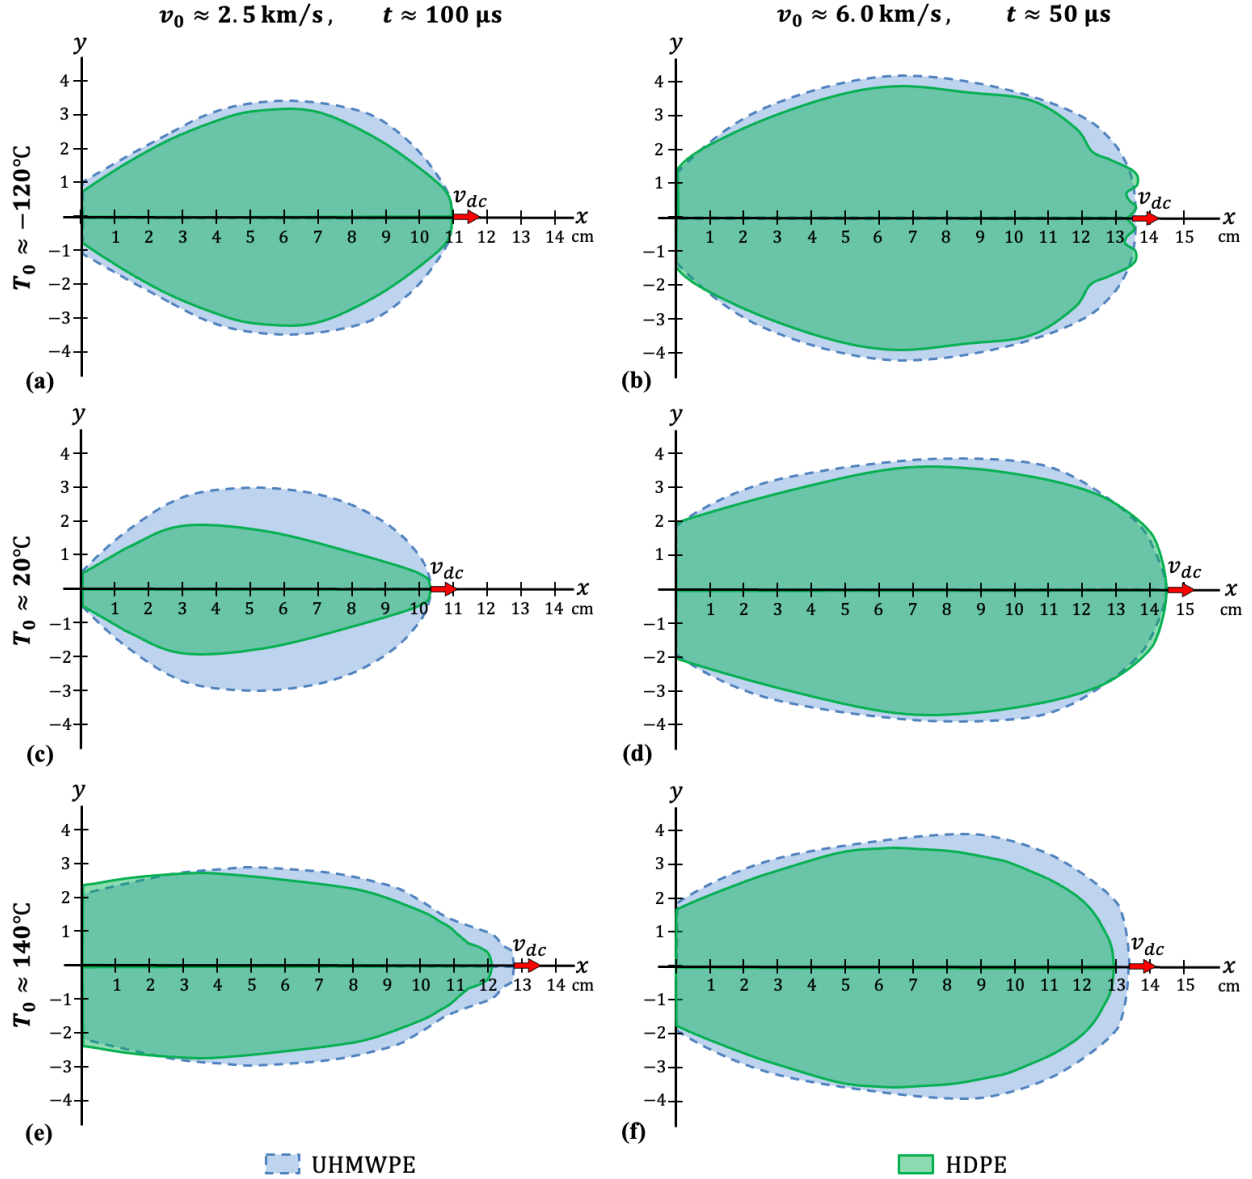 v₀ ≈ 2.5 km/s, t ≈ 100 μs
v₀ ≈ 6.0 km/s, t ≈ 50 μs
T₀ ≈ −120°C
y
4
3
2
1
−1
−2
−3
−4
1 2 3 4 5 6 7 8 9 10 11 12 13 14 cm
v_dc
x
(a)
y
4
3
2
1
−1
−2
−3
−4
1 2 3 4 5 6 7 8 9 10 11 12 13 14 15 cm
v_dc
x
(b)
T₀ ≈ 20°C
y
4
3
2
1
−1
−2
−3
−4
1 2 3 4 5 6 7 8 9 10 11 12 13 14 cm
v_dc
x
(c)
y
4
3
2
1
−1
−2
−3
−4
1 2 3 4 5 6 7 8 9 10 11 12 13 14 15 cm
v_dc
x
(d)
T₀ ≈ 140°C
y
4
3
2
1
−1
−2
−3
−4
1 2 3 4 5 6 7 8 9 10 11 12 13 14 cm
v_dc
x
(e)
y
4
3
2
1
−1
−2
−3
−4
1 2 3 4 5 6 7 8 9 10 11 12 13 14 15 cm
v_dc
x
(f)
UHMWPE
HDPE